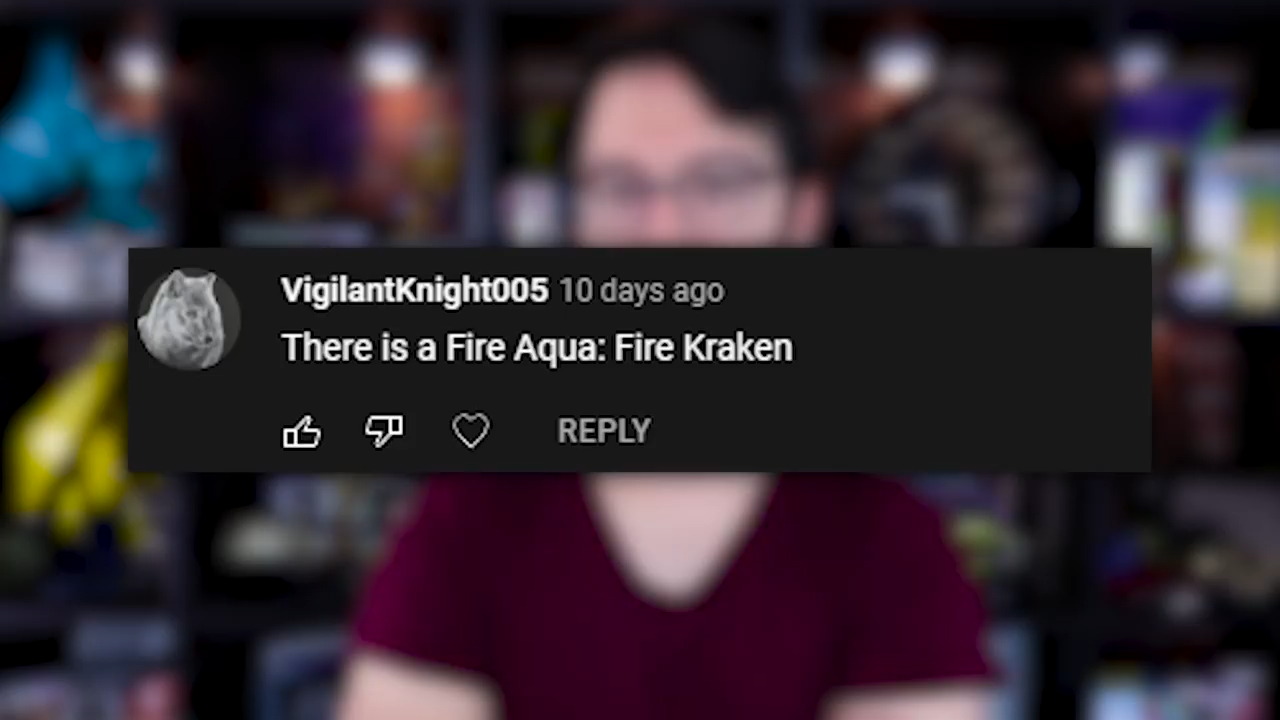 VigilantKnight005 10 days ago
There is a Fire Aqua: Fire Kraken
REPLY